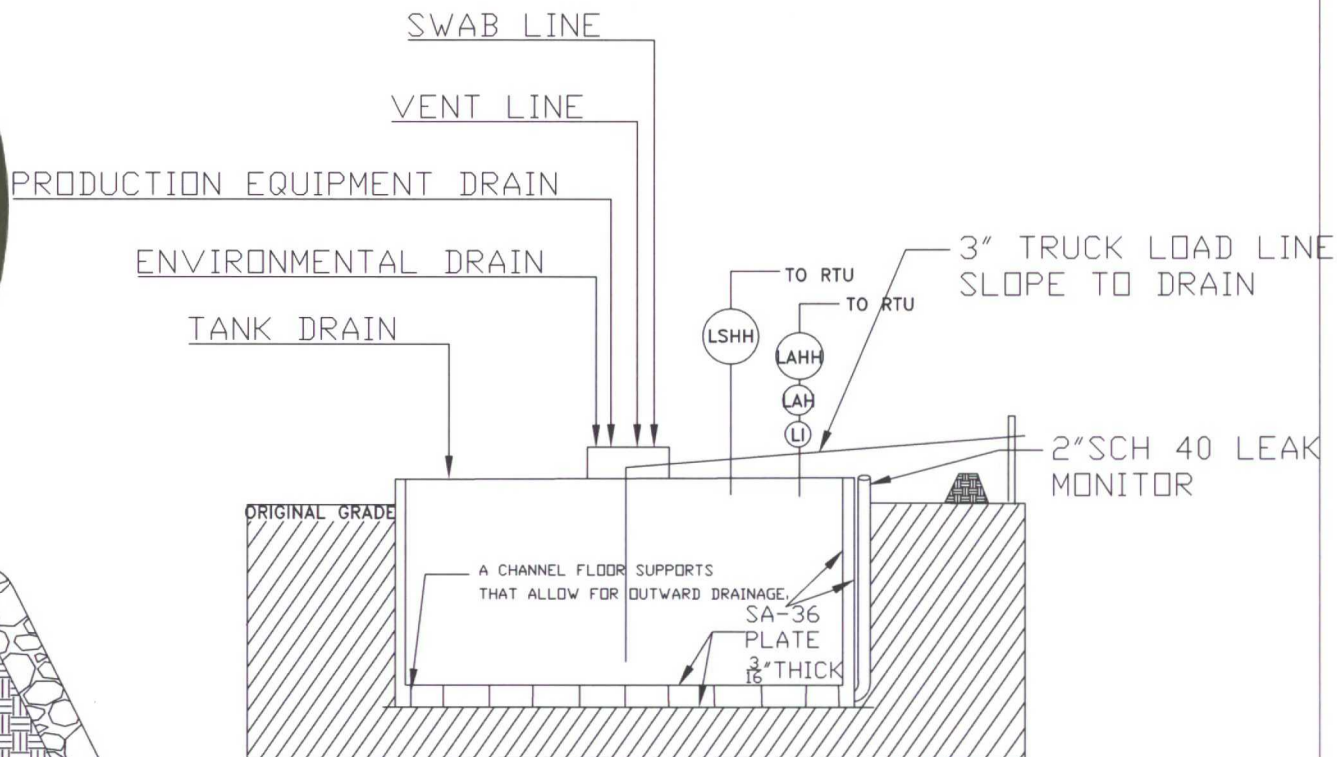 SWAB LINE
VENT LINE
PRODUCTION EQUIPMENT DRAIN
ENVIRONMENTAL DRAIN
TANK DRAIN
TO RTU
TO RTU
LSHH
LAHH
LAH
LI
3" TRUCK LOAD LINE
SLOPE TO DRAIN
2"SCH 40 LEAK
MONITOR
ORIGINAL GRADE
A CHANNEL FLOOR SUPPORTS
THAT ALLOW FOR OUTWARD DRAINAGE,
SA-36
PLATE
3/16"THICK